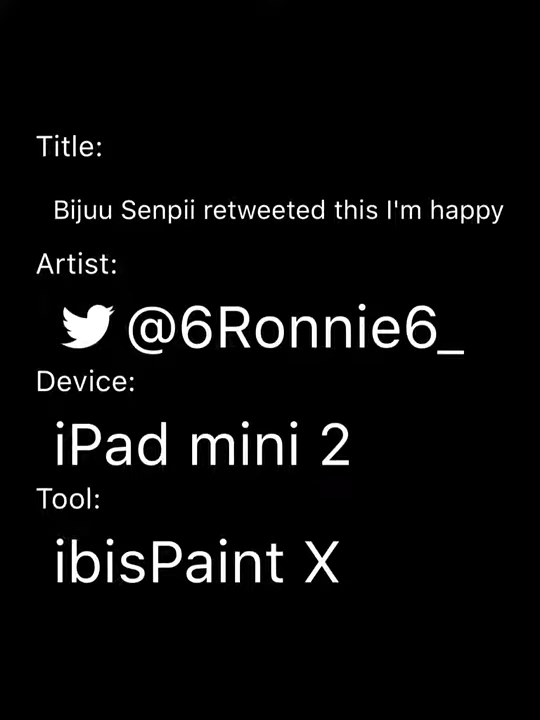 Title:
Bijuu Senpii retweeted this I'm happy
Artist:
@6Ronnie6_
Device:
iPad mini 2
Tool:
ibisPaint X